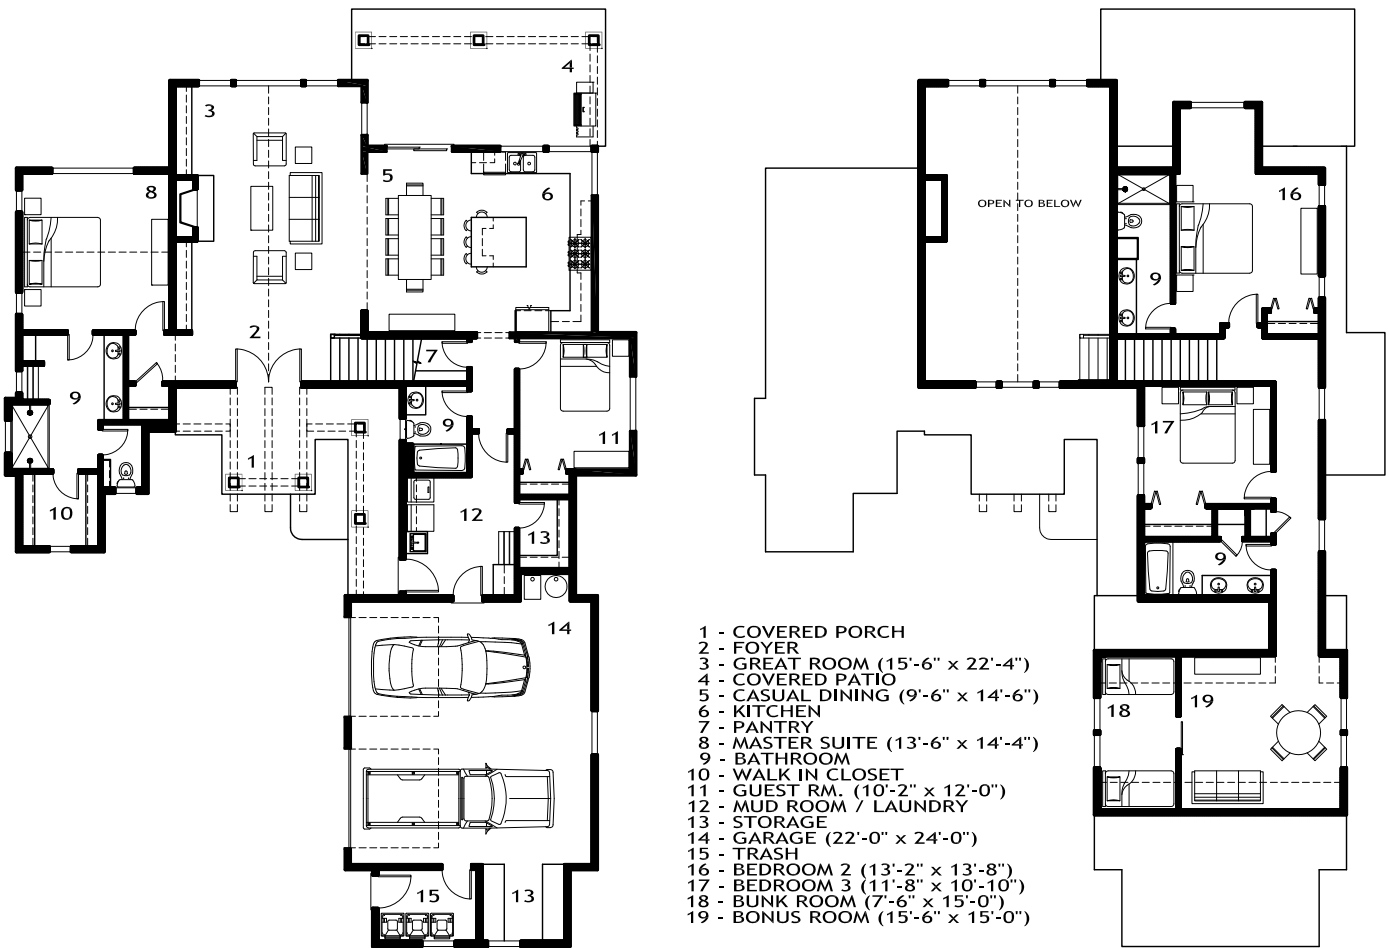 4
3
5
8
6
16
OPEN TO BELOW
9
2
7
9
17
9
11
1
10
12
13
9
14
1 - COVERED PORCH
2 - FOYER
3 - GREAT ROOM (15'-6" x 22'-4")
4 - COVERED PATIO
5 - CASUAL DINING (9'-6" x 14'-6")
6 - KITCHEN
7 - PANTRY
8 - MASTER SUITE (13'-6" x 14'-4")
9 - BATHROOM
10 - WALK IN CLOSET
11 - GUEST RM. (10'-2" x 12'-0")
12 - MUD ROOM / LAUNDRY
13 - STORAGE
14 - GARAGE (22'-0" x 24'-0")
15 - TRASH
16 - BEDROOM 2 (13'-2" x 13'-8")
17 - BEDROOM 3 (11'-8" x 10'-10")
18 - BUNK ROOM (7'-6" x 15'-0")
19 - BONUS ROOM (15'-6" x 15'-0")
18
19
15
13